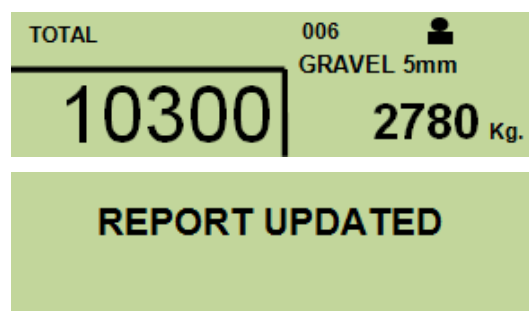 TOTAL
10300
006
GRAVEL 5mm
2780 Kg.
REPORT UPDATED